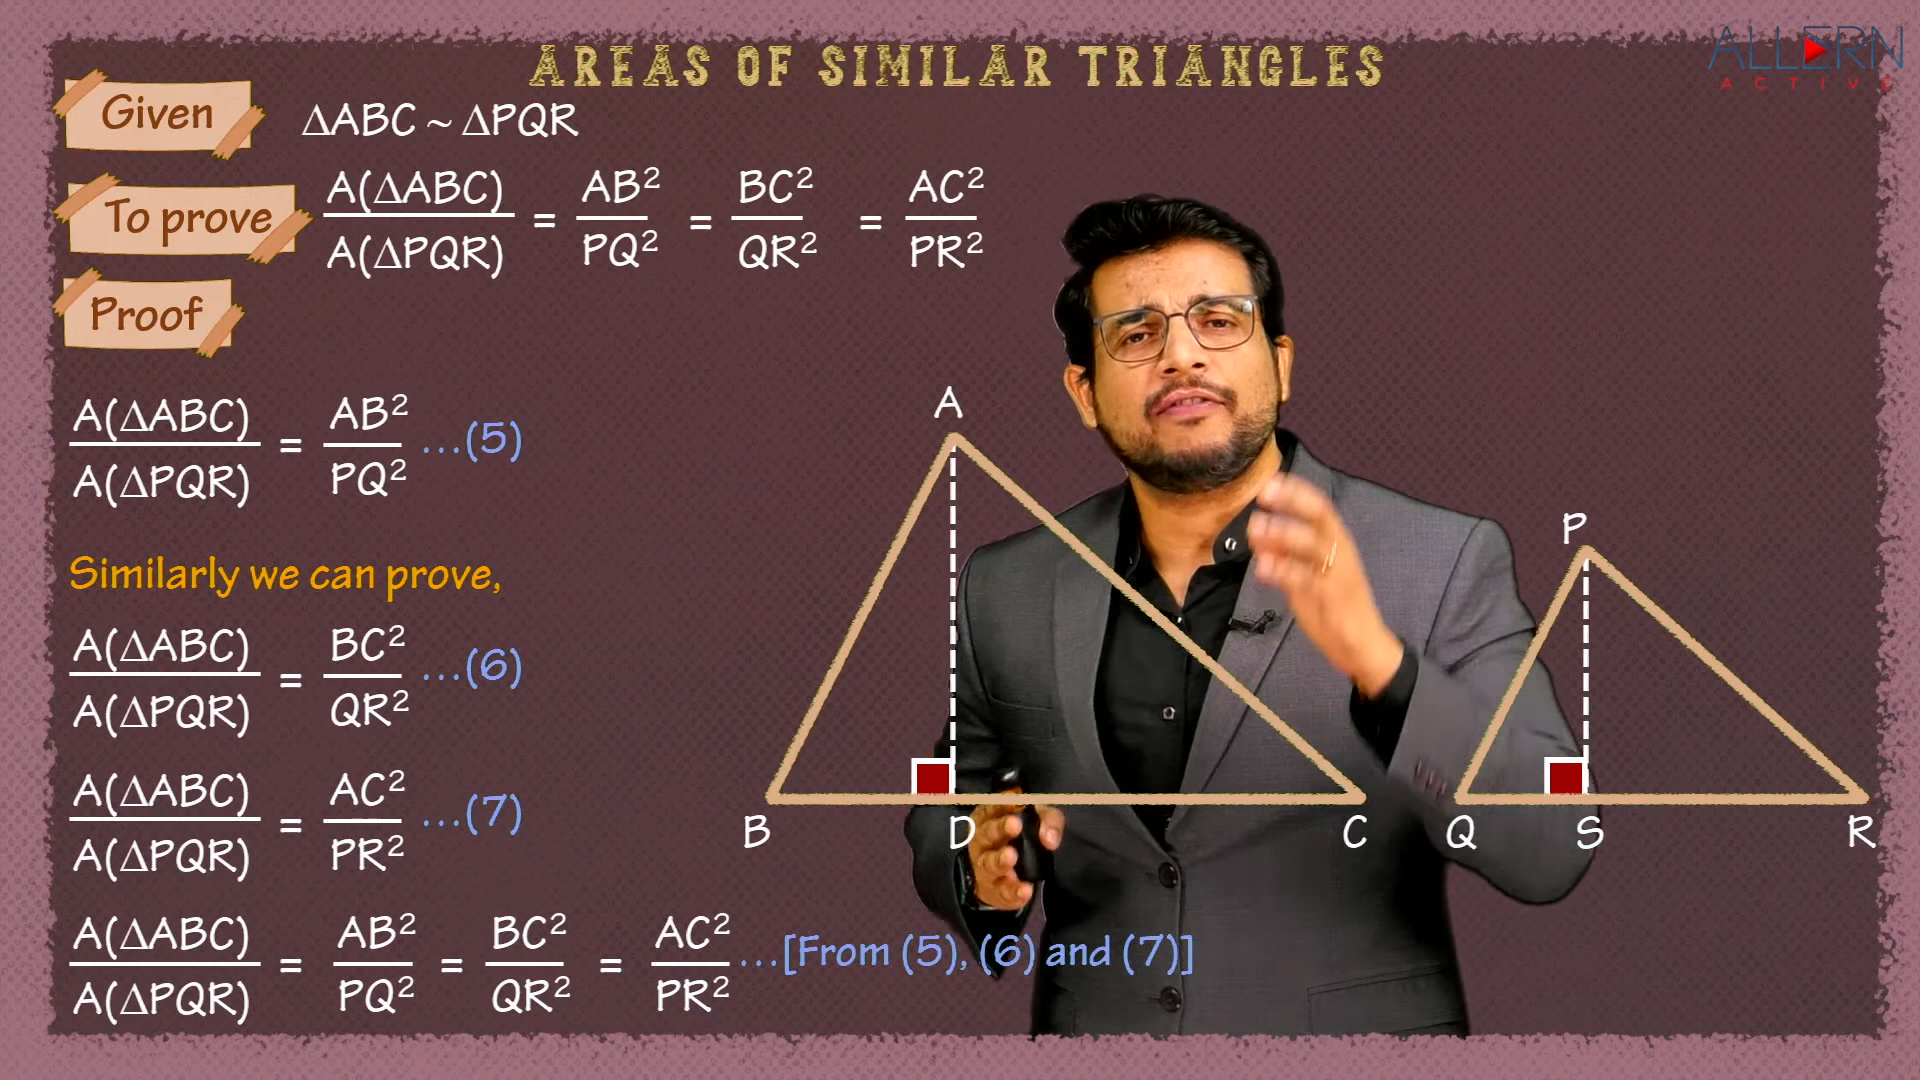 AREAS OF SIMILAR TRIANGLES
ALLERN
ACTIVE
Given ΔABC ~ ΔPQR
To prove A(ΔABC)/A(ΔPQR) = AB²/PQ² = BC²/QR² = AC²/PR²
Proof
A(ΔABC)/A(ΔPQR) = AB²/PQ² ...(5)
Similarly we can prove,
A(ΔABC)/A(ΔPQR) = BC²/QR² ...(6)
A(ΔABC)/A(ΔPQR) = AC²/PR² ...(7)
A(ΔABC)/A(ΔPQR) = AB²/PQ² = BC²/QR² = AC²/PR² ...[From (5), (6) and (7)]
A
B D C
P
Q S R